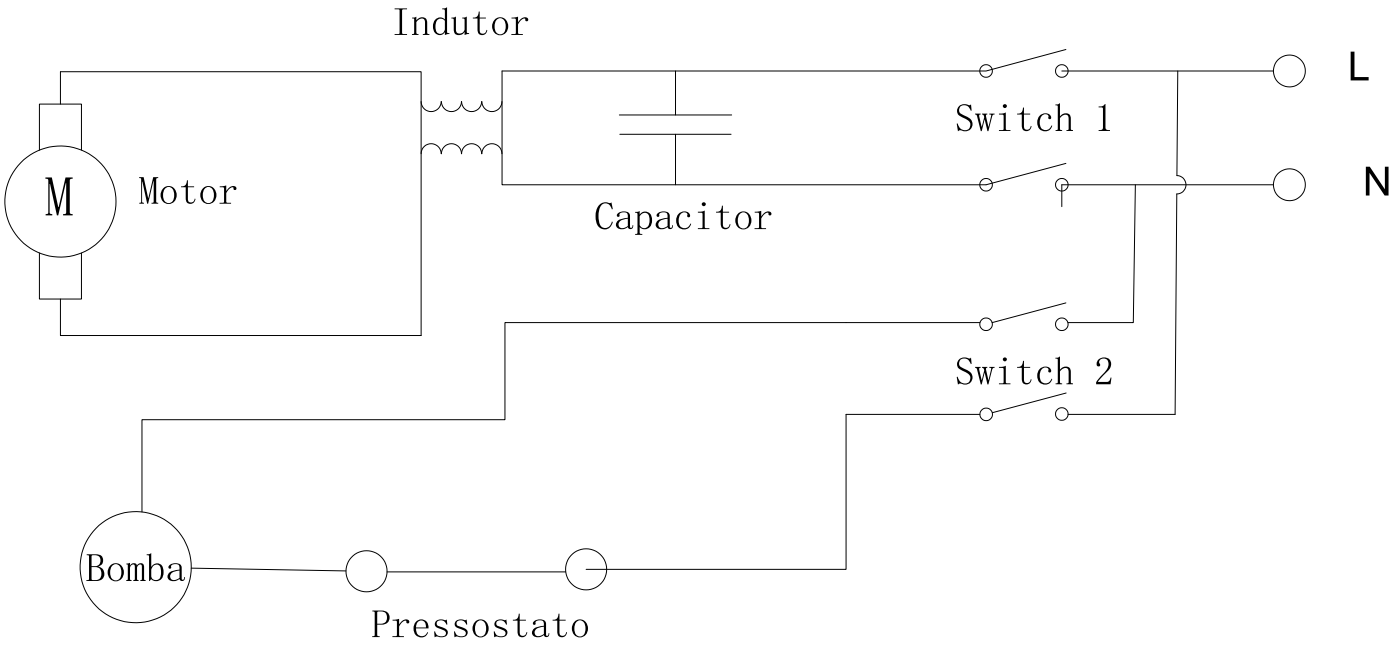 Indutor
L
Switch 1
M
Motor
N
Capacitor
Switch 2
Bomba
Pressostato